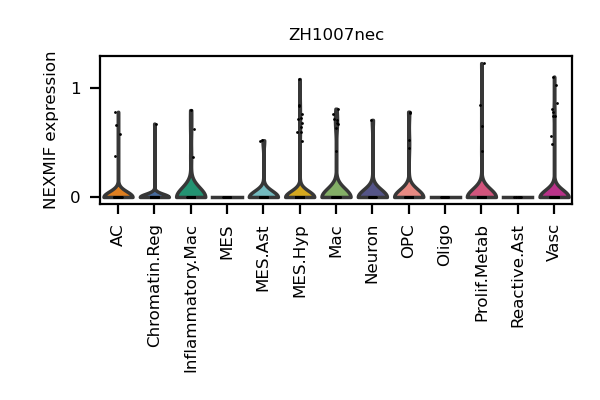 ZH1007nec
NEXMIF expression
1
0
AC
Chromatin.Reg
Inflammatory.Mac
MES
MES.Ast
MES.Hyp
Mac
Neuron
OPC
Oligo
Prolif.Metab
Reactive.Ast
Vasc